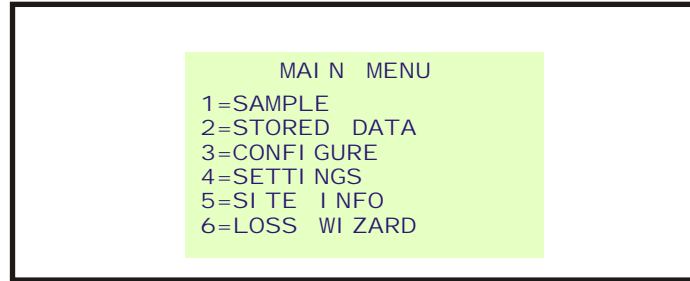 MAIN MENU
1=SAMPLE
2=STORED DATA
3=CONFIGURE
4=SETTINGS
5=SITE INFO
6=LOSS WIZARD